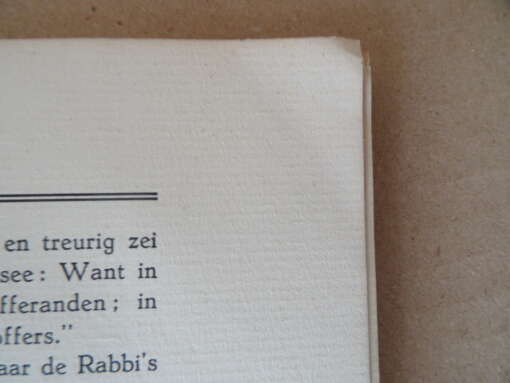 en treurig zei
see: Want in
fferanden; in
offers."
aar de Rabbi's